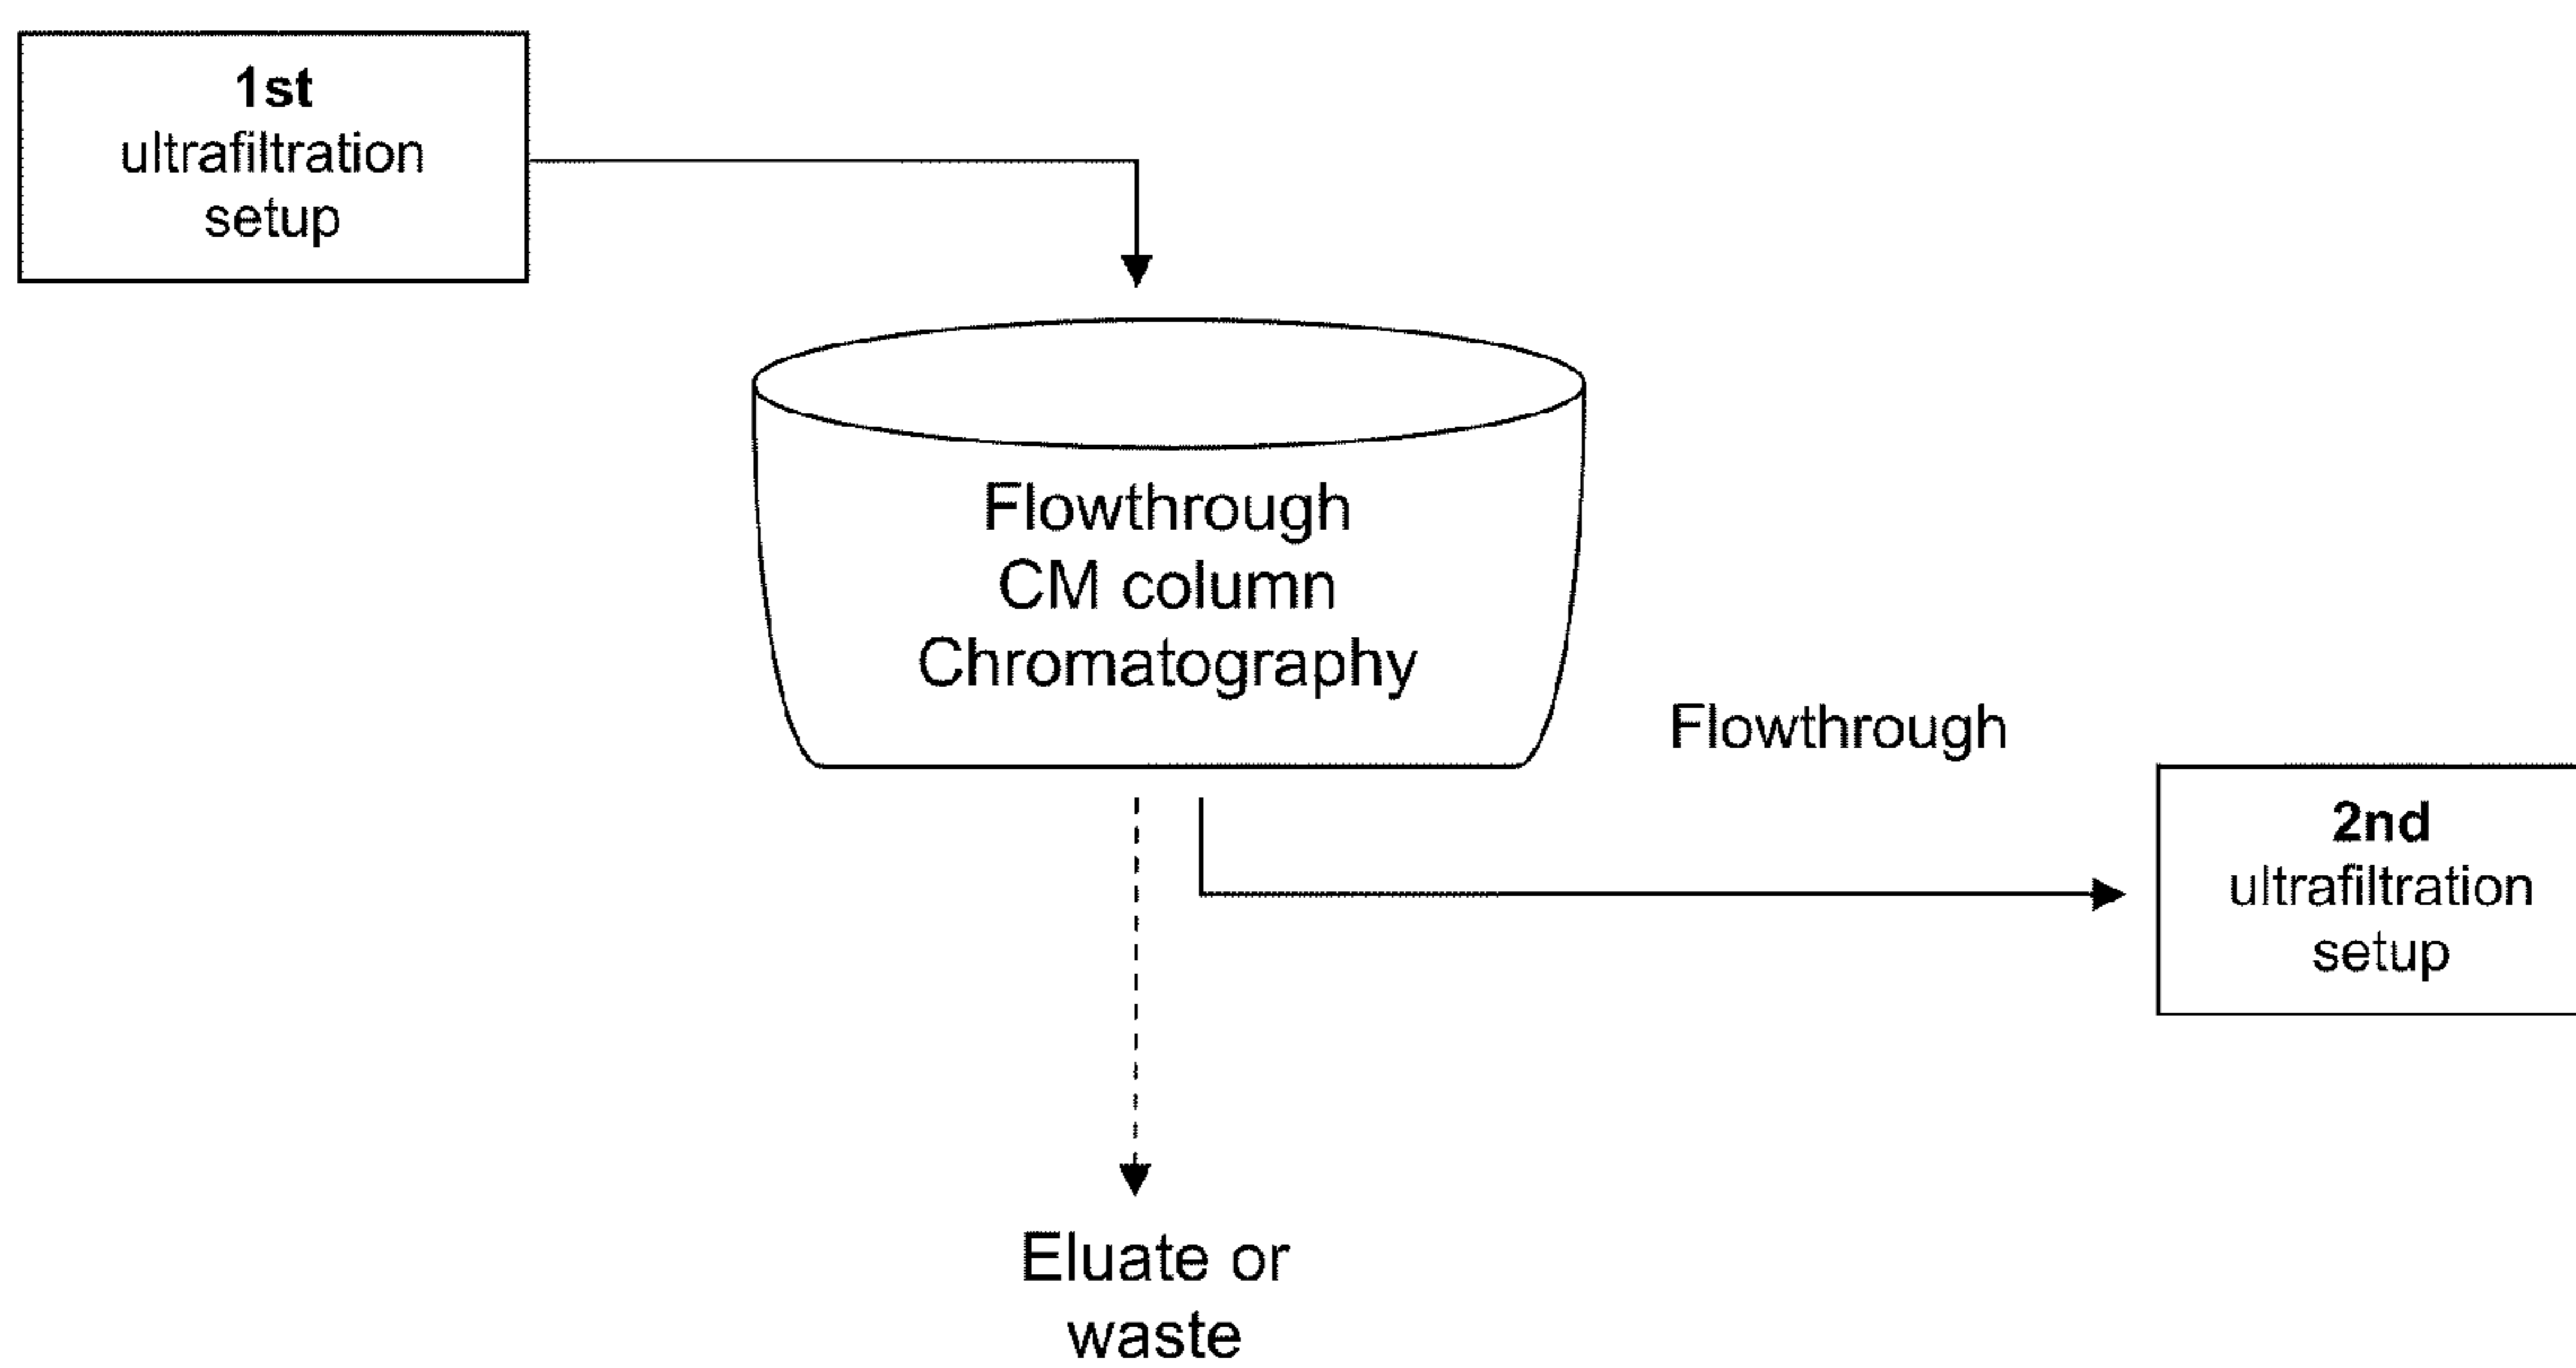 1st
ultrafiltration
setup
Flowthrough
CM column
Chromatography
Flowthrough
2nd
ultrafiltration
setup
Eluate or
waste